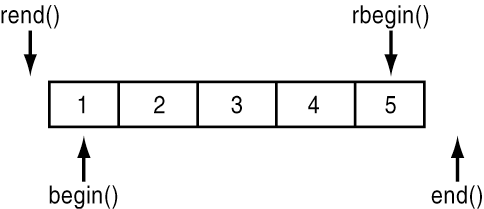 rend() rbegin()
1 2 3 4 5
begin() end()